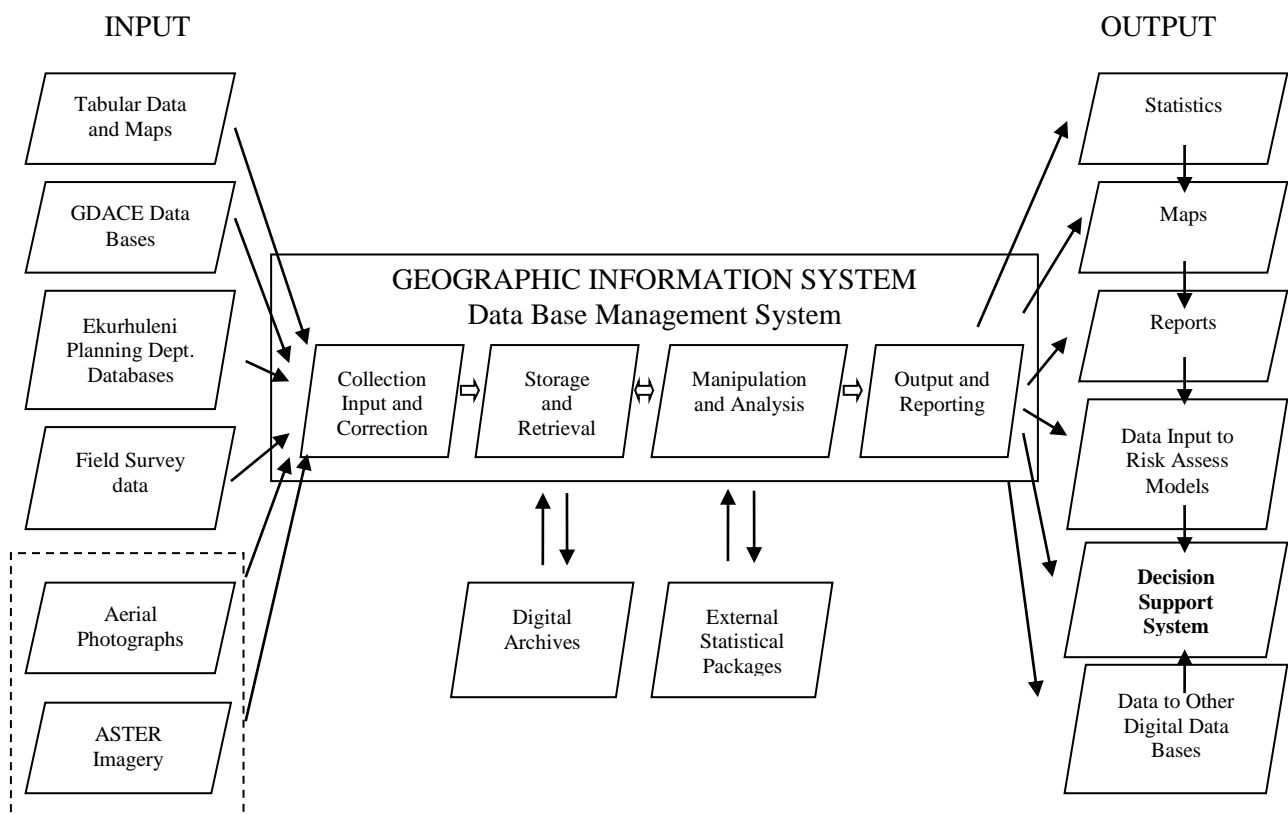 INPUT
OUTPUT
Tabular Data
and Maps
GDACE Data
Bases
Ekurhuleni
Planning Dept.
Databases
Field Survey
data
Aerial
Photographs
ASTER
Imagery
GEOGRAPHIC INFORMATION SYSTEM
Data Base Management System
Collection
Input and
Correction
Storage
and
Retrieval
Manipulation
and Analysis
Output and
Reporting
Digital
Archives
External
Statistical
Packages
Statistics
Maps
Reports
Data Input to
Risk Assess
Models
Decision
Support
System
Data to Other
Digital Data
Bases